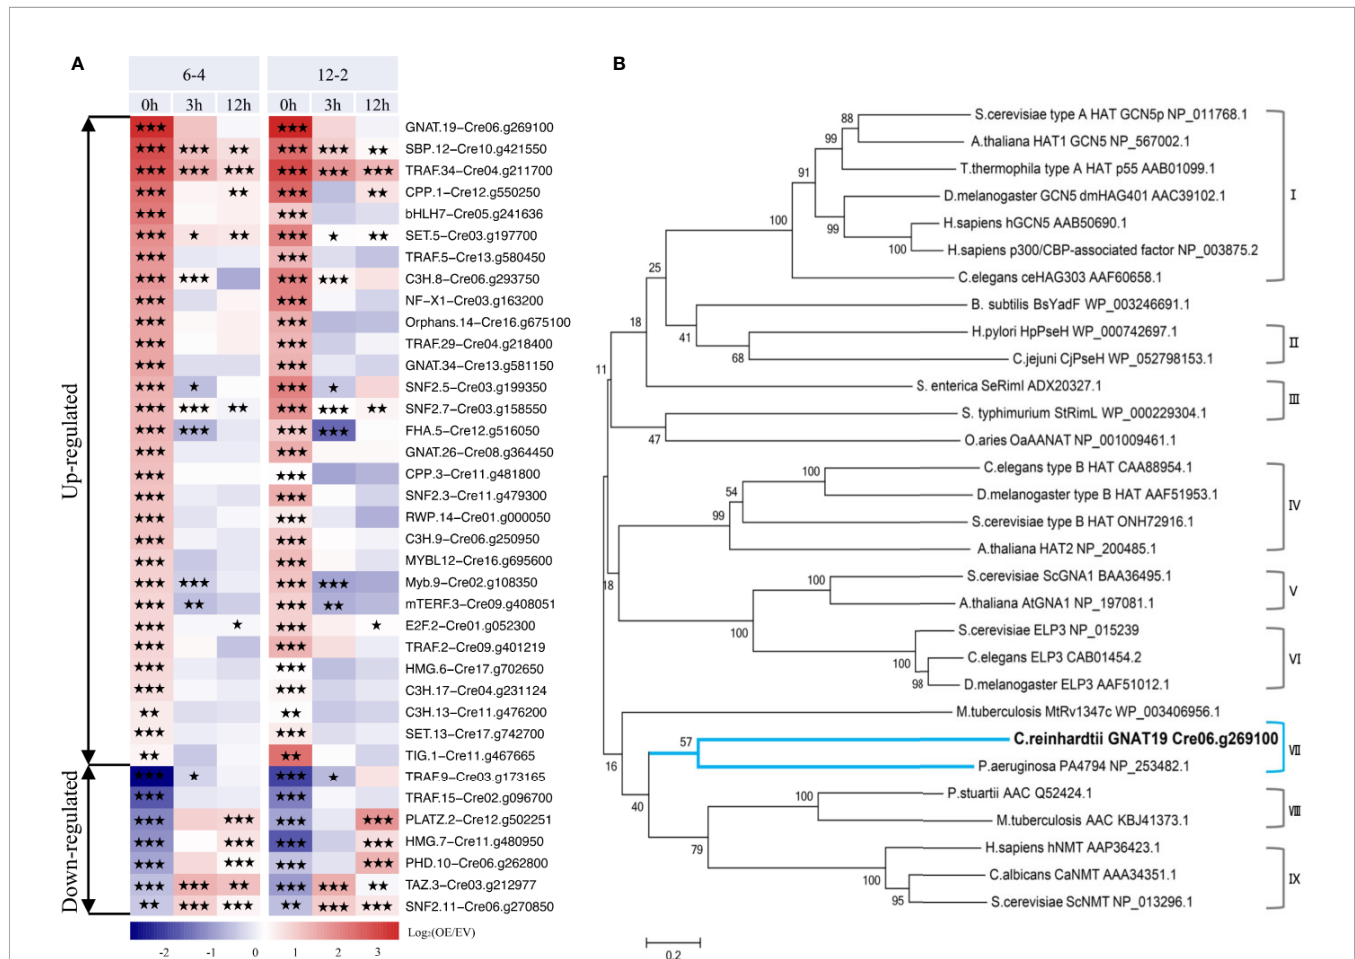 A
6-4 12-2
0h 3h 12h 0h 3h 12h
Up-regulated
Down-regulated
★★★ ★★★ GNAT.19–Cre06.g269100
★★★ ★★★ ★★ ★★★ ★★★ ★★ SBP.12–Cre10.g421550
★★★ ★★★ ★★★ ★★★ ★★★ ★★★ TRAF.34–Cre04.g211700
★★★ ★★ ★★★ ★★ CPP.1–Cre12.g550250
★★★ ★★★ bHLH7–Cre05.g241636
★★★ ★ ★★ ★★★ ★ ★★ SET.5–Cre03.g197700
★★★ ★★★ TRAF.5–Cre13.g580450
★★★ ★★★ ★★★ ★★★ C3H.8–Cre06.g293750
★★★ ★★★ NF–X1–Cre03.g163200
★★★ ★★★ Orphans.14–Cre16.g675100
★★★ ★★★ TRAF.29–Cre04.g218400
★★★ ★★★ GNAT.34–Cre13.g581150
★★★ ★ ★★★ ★ SNF2.5–Cre03.g199350
★★★ ★★★ ★★ ★★★ ★★★ ★★ SNF2.7–Cre03.g158550
★★★ ★★★ ★★★ ★★★ FHA.5–Cre12.g516050
★★★ ★★★ GNAT.26–Cre08.g364450
★★★ ★★★ CPP.3–Cre11.g481800
★★★ ★★★ SNF2.3–Cre11.g479300
★★★ ★★★ RWP.14–Cre01.g000050
★★★ ★★★ C3H.9–Cre06.g250950
★★★ ★★★ MYBL12–Cre16.g695600
★★★ ★★★ ★★★ ★★★ Myb.9–Cre02.g108350
★★★ ★★ ★★★ ★★ mTERF.3–Cre09.g408051
★★★ ★ ★★★ ★ E2F.2–Cre01.g052300
★★★ ★★★ TRAF.2–Cre09.g401219
★★★ ★★★ HMG.6–Cre17.g702650
★★★ ★★★ C3H.17–Cre04.g231124
★★ ★★ C3H.13–Cre11.g476200
★★★ ★★★ SET.13–Cre17.g742700
★★ ★★ TIG.1–Cre11.g467665
★★★ ★ ★★★ ★ TRAF.9–Cre03.g173165
★★★ ★★★ TRAF.15–Cre02.g096700
★★★ ★★★ ★★★ ★★★ PLATZ.2–Cre12.g502251
★★★ ★★★ ★★★ ★★★ HMG.7–Cre11.g480950
★★★ ★★★ ★★★ ★★★ PHD.10–Cre06.g262800
★★★ ★★★ ★★ ★★★ ★★★ ★★ TAZ.3–Cre03.g212977
★★ ★★★ ★★★ ★★ ★★★ ★★★ SNF2.11–Cre06.g270850
Log₂(OE/EV)
-2 -1 0 1 2 3
B
S.cerevisiae type A HAT GCN5p NP_011768.1
A.thaliana HAT1 GCN5 NP_567002.1
T.thermophila type A HAT p55 AAB01099.1
D.melanogaster GCN5 dmHAG401 AAC39102.1
H.sapiens hGCN5 AAB50690.1
H.sapiens p300/CBP-associated factor NP_003875.2
C.elegans ceHAG303 AAF60658.1
B. subtilis BsYadF WP_003246691.1
H.pylori HpPseH WP_000742697.1
C.jejuni CjPseH WP_052798153.1
S. enterica SeRimI ADX20327.1
S. typhimurium StRimL WP_000229304.1
O.aries OaAANAT NP_001009461.1
C.elegans type B HAT CAA88954.1
D.melanogaster type B HAT AAF51953.1
S.cerevisiae type B HAT ONH72916.1
A.thaliana HAT2 NP_200485.1
S.cerevisiae ScGNA1 BAA36495.1
A.thaliana AtGNA1 NP_197081.1
S.cerevisiae ELP3 NP_015239
C.elegans ELP3 CAB01454.2
D.melanogaster ELP3 AAF51012.1
M.tuberculosis MtRv1347c WP_003406956.1
C.reinhardtii GNAT19 Cre06.g269100
P.aeruginosa PA4794 NP_253482.1
P.stuartii AAC Q52424.1
M.tuberculosis AAC KBJ41373.1
H.sapiens hNMT AAP36423.1
C.albicans CaNMT AAA34351.1
S.cerevisiae ScNMT NP_013296.1
88
99
91
99
100
100
25
41
68
18
11
47
54
100
99
18
100
100
100
98
57
16
40
100
79
100
95
I
II
III
IV
V
VI
VII
VIII
IX
0.2